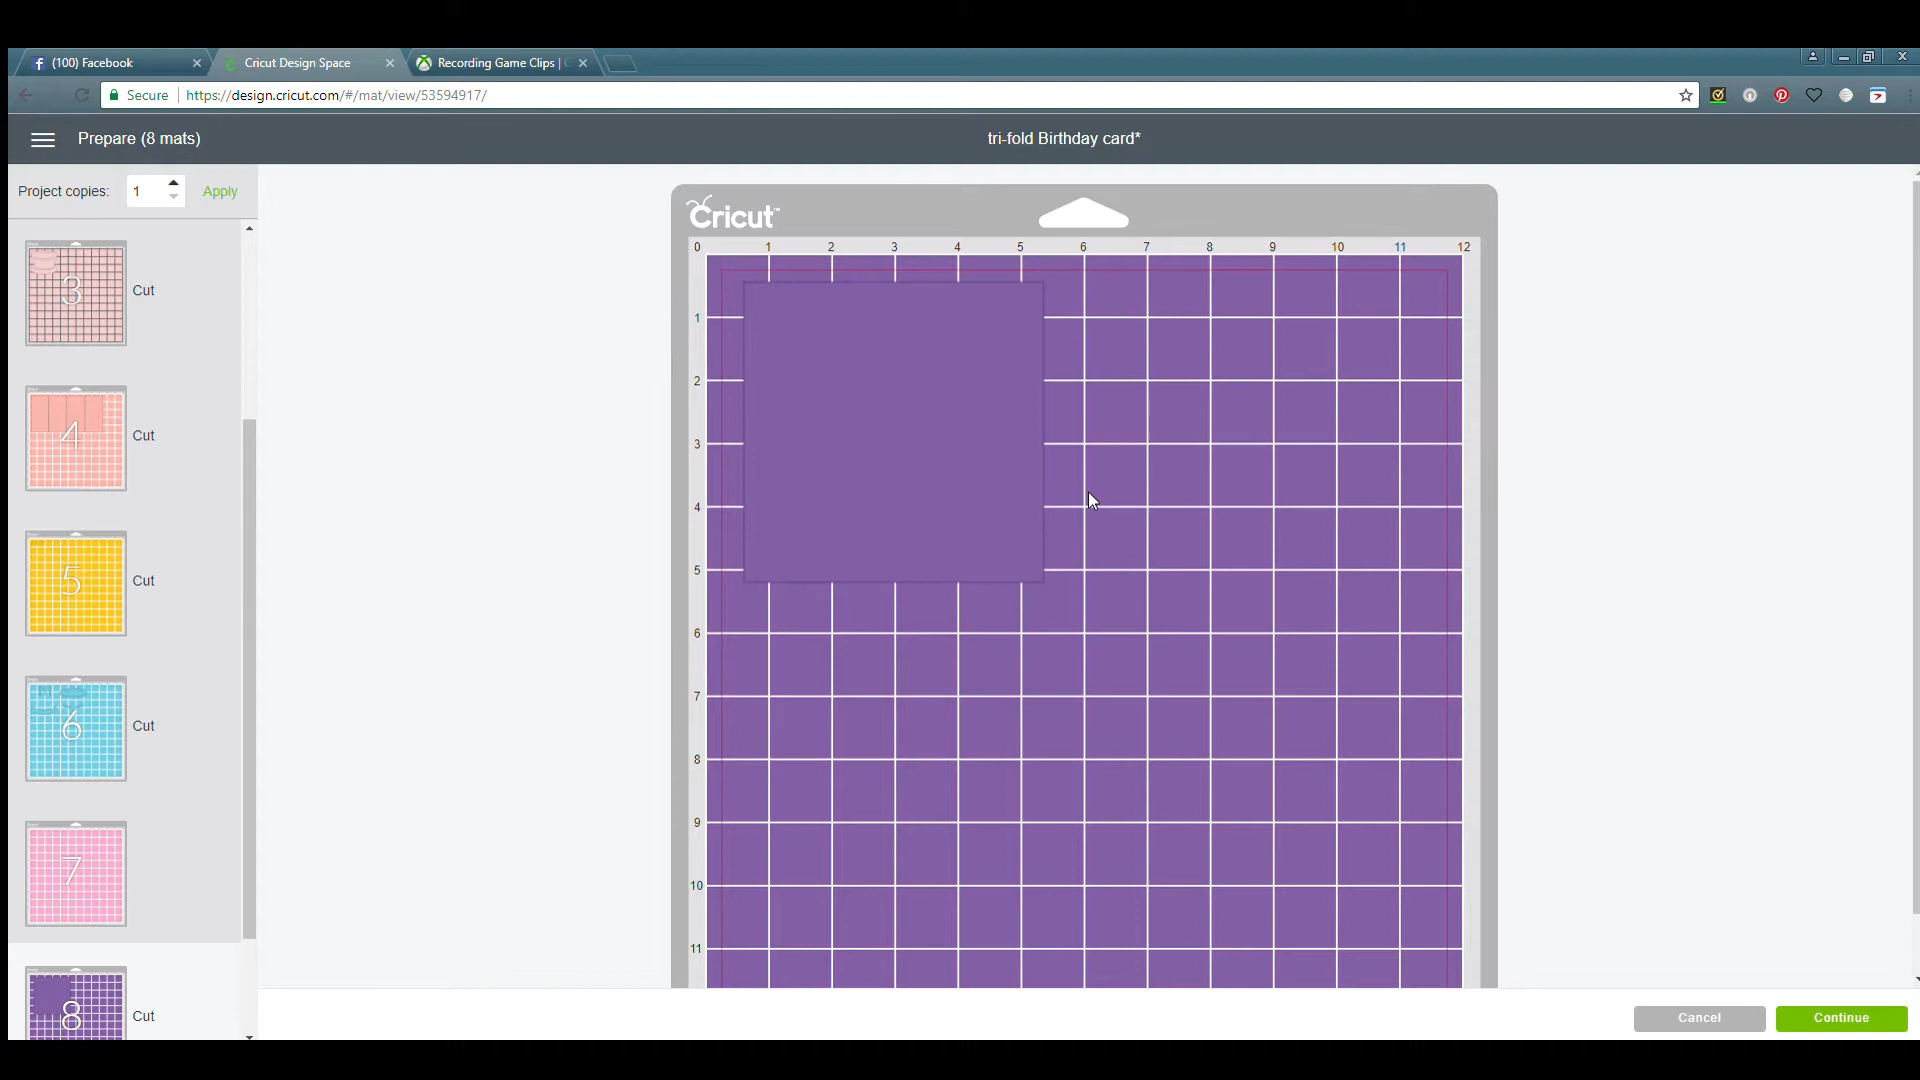 (100) Facebook
Cricut Design Space
Recording Game Clips |
Secure
https://design.cricut.com/#/mat/view/53594917/
Prepare (8 mats)
tri-fold Birthday card*
Project copies:
1
Apply
Cricut™
0 1 2 3 4 5 6 7 8 9 10 11 12
1
2
3
4
5
6
7
8
9
10
11
3
Cut
4
Cut
5
Cut
6
Cut
7
8
Cut
Cancel
Continue